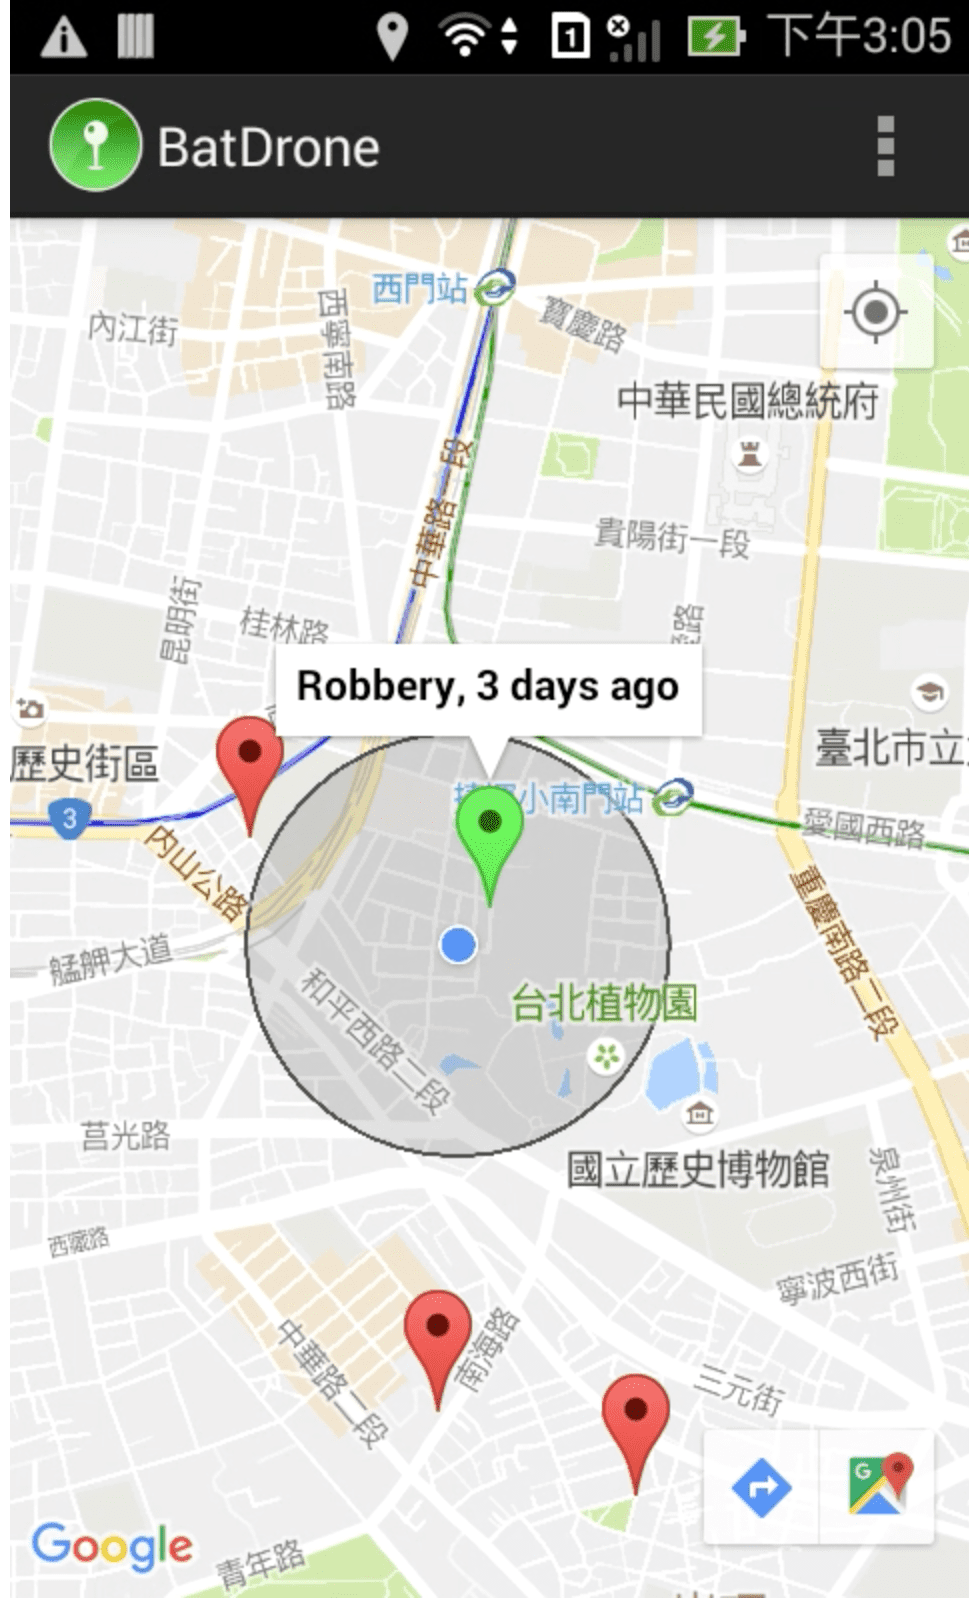 1
下午3:05
BatDrone
西門站
內江街
西寧南路
寶慶路
中華民國總統府
中華路一段
貴陽街一段
昆明街
桂林路
路
Robbery, 3 days ago
歷史街區
臺北市立
小南門站
3
愛國西路
內山公路
重慶南路二段
艋舺大道
和平西路二段
台北植物園
莒光路
國立歷史博物館
泉州街
西藏路
寧波西街
中華路二段
南海路
三元街
G
Google
青年路